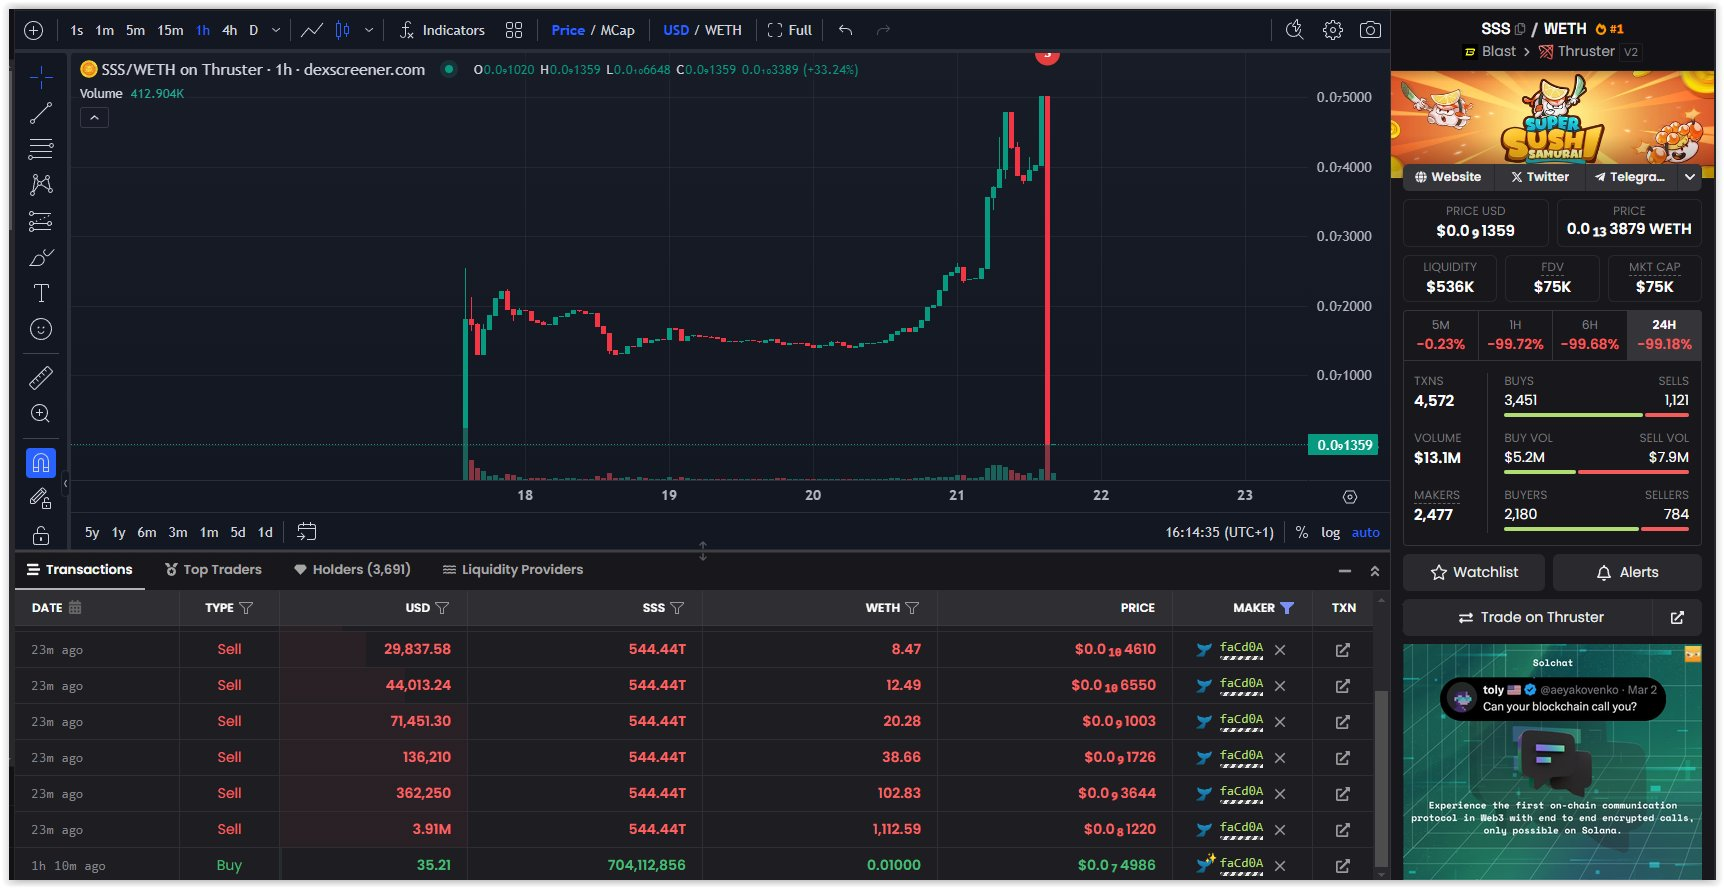 1s 1m 5m 15m 1h 4h D Indicators Price / MCap USD / WETH Full
SSS/WETH on Thruster · 1h · dexscreener.com O0.0₉1020 H0.0₉1359 L0.0₁₀6648 C0.0₉1359 0.0₁₀3389 (+33.24%)
Volume 412.904K
0.0₇5000
0.0₇4000
0.0₇3000
0.0₇2000
0.0₇1000
0.0₉1359
18 19 20 21 22 23
5y 1y 6m 3m 1m 5d 1d 16:14:35 (UTC+1) % log auto
Transactions Top Traders Holders (3,691) Liquidity Providers
DATE TYPE USD SSS WETH PRICE MAKER TXN
23m ago Sell 29,837.58 544.44T 8.47 $0.0₁₀4610 faCd0A
23m ago Sell 44,013.24 544.44T 12.49 $0.0₁₀6550 faCd0A
23m ago Sell 71,451.30 544.44T 20.28 $0.0₉1003 faCd0A
23m ago Sell 136,210 544.44T 38.66 $0.0₉1726 faCd0A
23m ago Sell 362,250 544.44T 102.83 $0.0₉3644 faCd0A
23m ago Sell 3.91M 544.44T 1,112.59 $0.0₈1220 faCd0A
1h 10m ago Buy 35.21 704,112,856 0.01000 $0.0₇4986 faCd0A
SSS / WETH #1
Blast > Thruster V2
SUPER
SUSHI
SAMURAI
Website Twitter Telegra...
PRICE USD PRICE
$0.0₉1359 0.0₁₃3879 WETH
LIQUIDITY FDV MKT CAP
$536K $75K $75K
5M 1H 6H 24H
-0.23% -99.72% -99.68% -99.18%
TXNS BUYS SELLS
4,572 3,451 1,121
VOLUME BUY VOL SELL VOL
$13.1M $5.2M $7.9M
MAKERS BUYERS SELLERS
2,477 2,180 784
Watchlist Alerts
Trade on Thruster
Solchat
toly @aeyakovenko · Mar 2
Can your blockchain call you?
Experience the first on-chain communication
protocol in Web3 with end to end encrypted calls,
only possible on Solana.